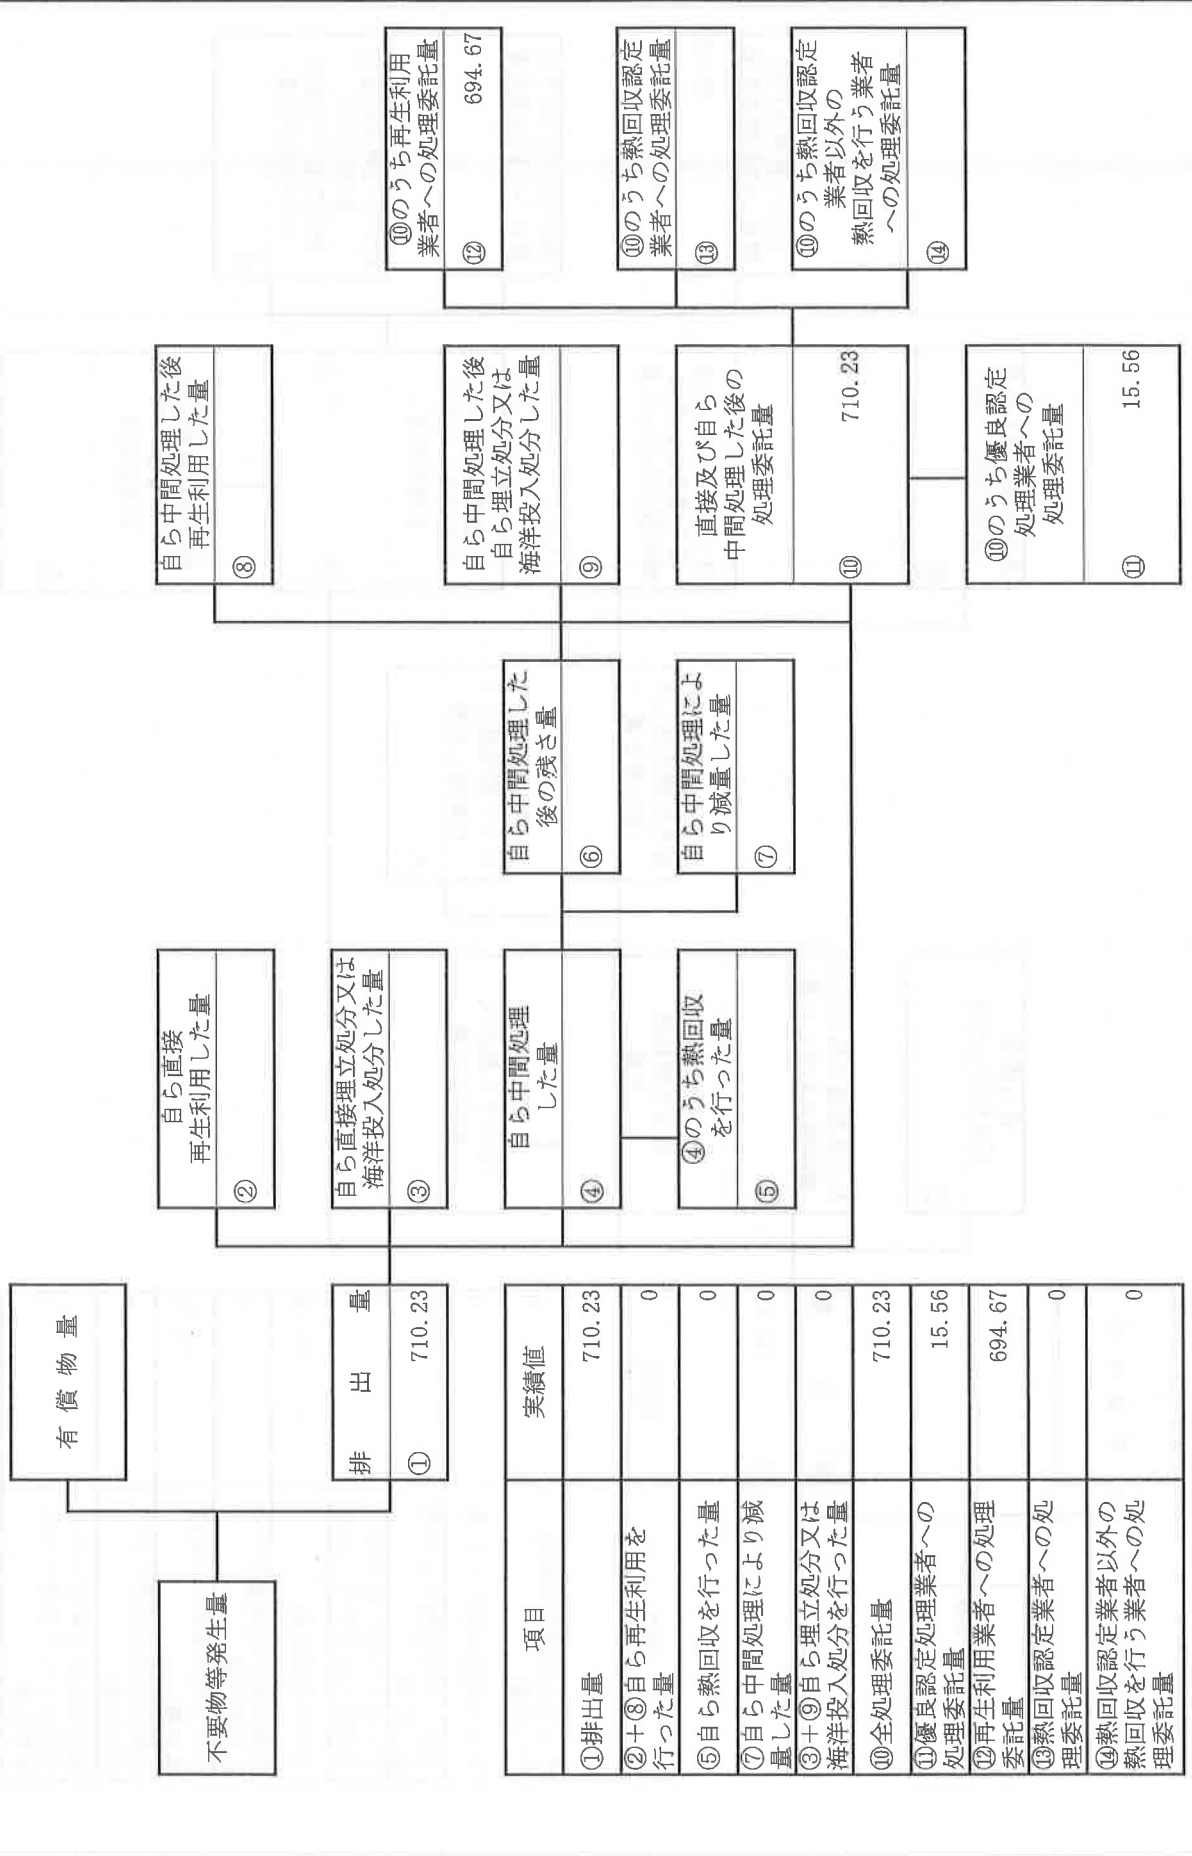 不要物等発生量
有償物量
排出量
① 710.23
自ら直接
再生利用した量
②
自ら直接埋立処分又は
海洋投入処分した量
③
自ら中間処理
した量
④
④のうち熱回収
を行った量
⑤
自ら中間処理した
後の残さ量
⑥
自ら中間処理によ
り減量した量
⑦
自ら中間処理した後
再生利用した量
⑧
自ら中間処理した後
自ら埋立処分又は
海洋投入処分した量
⑨
直接及び自ら
中間処理した後の
処理委託量
⑩ 710.23
⑩のうち優良認定
処理業者への
処理委託量
⑪ 15.56
⑩のうち再生利用
業者への処理委託量
⑫ 694.67
⑩のうち熱回収認定
業者への処理委託量
⑬
⑩のうち熱回収認定
業者以外の
熱回収を行う業者
への処理委託量
⑭
項目 実績値
①排出量 710.23
②+⑧自ら再生利用を
行った量 0
⑤自ら熱回収を行った量 0
⑦自ら中間処理により減
量した量 0
③+⑨自ら埋立処分又は
海洋投入処分を行った量 0
⑩全処理委託量 710.23
⑪優良認定処理業者への
処理委託量 15.56
⑫再生利用業者への処理
委託量 694.67
⑬熱回収認定業者への処
理委託量 0
⑭熱回収認定業者以外の
熱回収を行う業者への処
理委託量 0